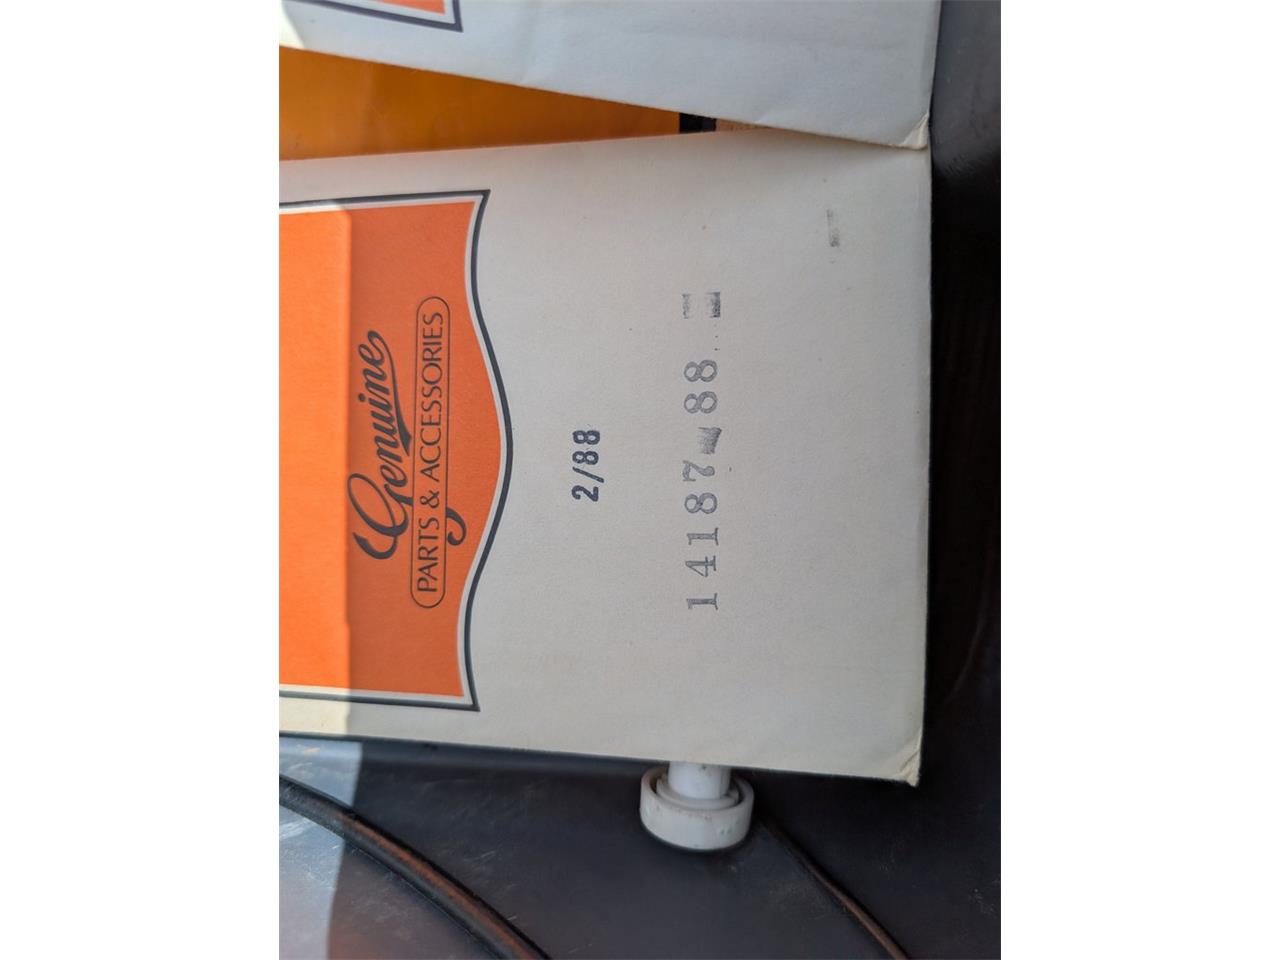 Genuine
PARTS & ACCESSORIES
2/88
14187-88